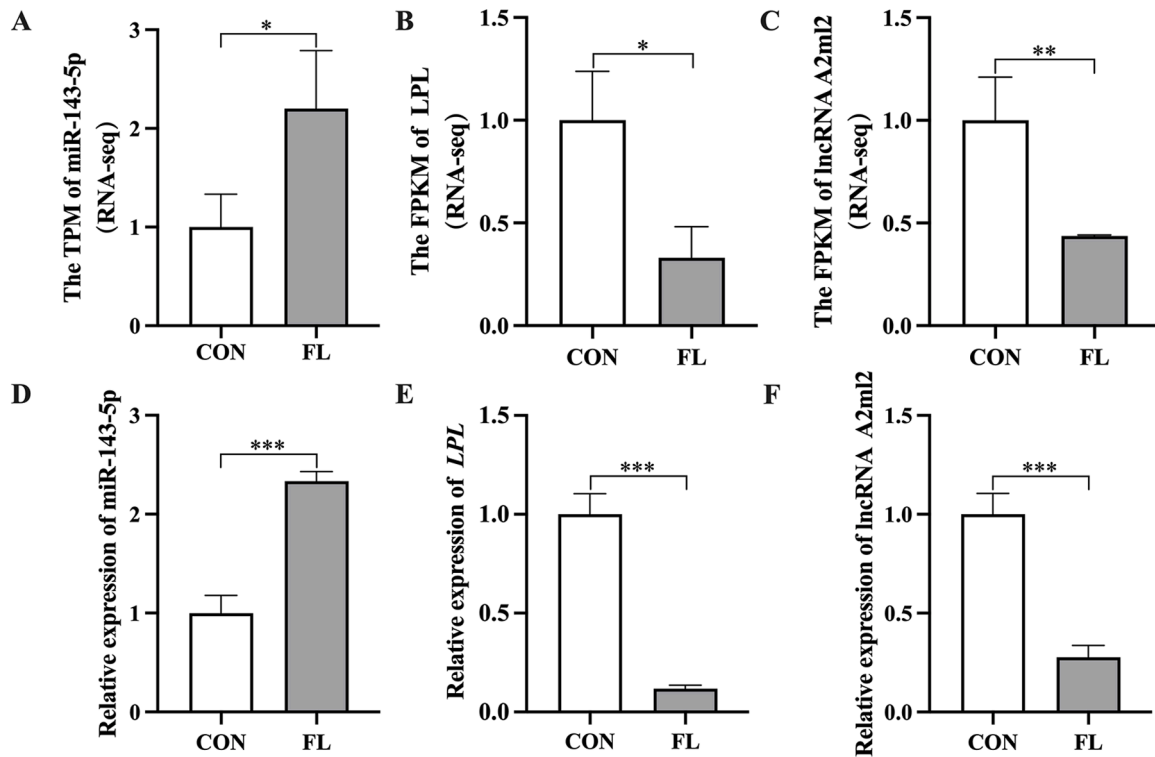 A
The TPM of miR-143-5p
(RNA-seq)
3
2
1
0
*
CON
FL
B
The FPKM of LPL
(RNA-seq)
1.5
1.0
0.5
0.0
*
CON
FL
C
The FPKM of lncRNA A2ml2
(RNA-seq)
1.5
1.0
0.5
0.0
**
CON
FL
D
Relative expression of miR-143-5p
3
2
1
0
***
CON
FL
E
Relative expression of LPL
1.5
1.0
0.5
0.0
***
CON
FL
F
Relative expression of lncRNA A2ml2
1.5
1.0
0.5
0.0
***
CON
FL